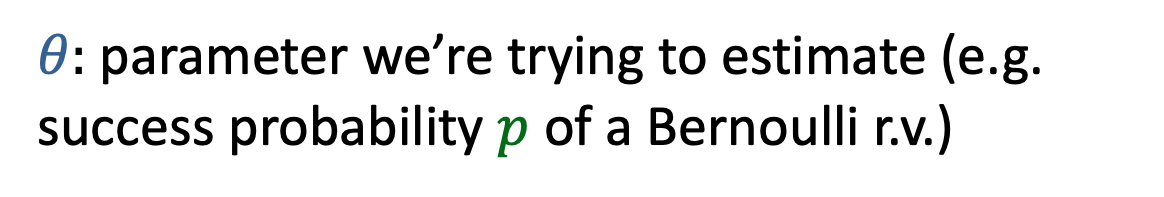 θ: parameter we’re trying to estimate (e.g.
success probability p of a Bernoulli r.v.)